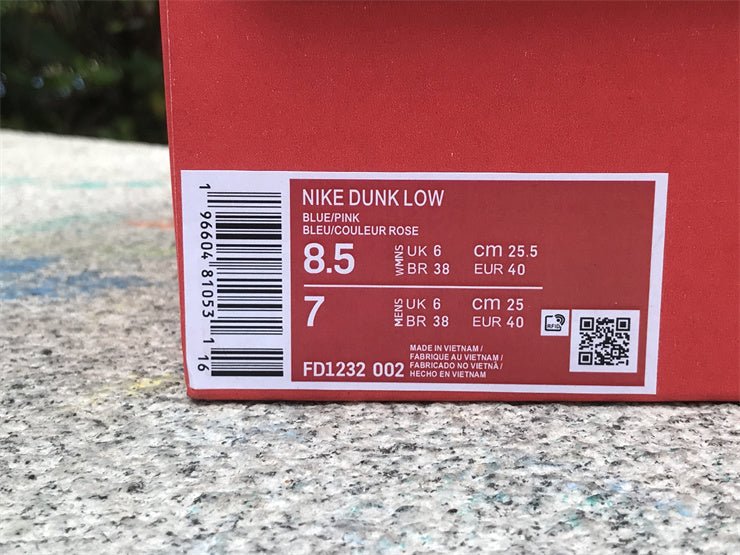 NIKE DUNK LOW
BLUE/PINK
BLEU/COULEUR ROSE
8.5 WMNS UK 6 cm 25.5
BR 38 EUR 40
7 MENS UK 6 cm 25
BR 38 EUR 40
RFID
FD1232 002
MADE IN VIETNAM /
FABRIQUE AU VIETNAM /
FABRICADO NO VIETNÃ /
HECHO EN VIETNAM
1 96604 81053 1 16